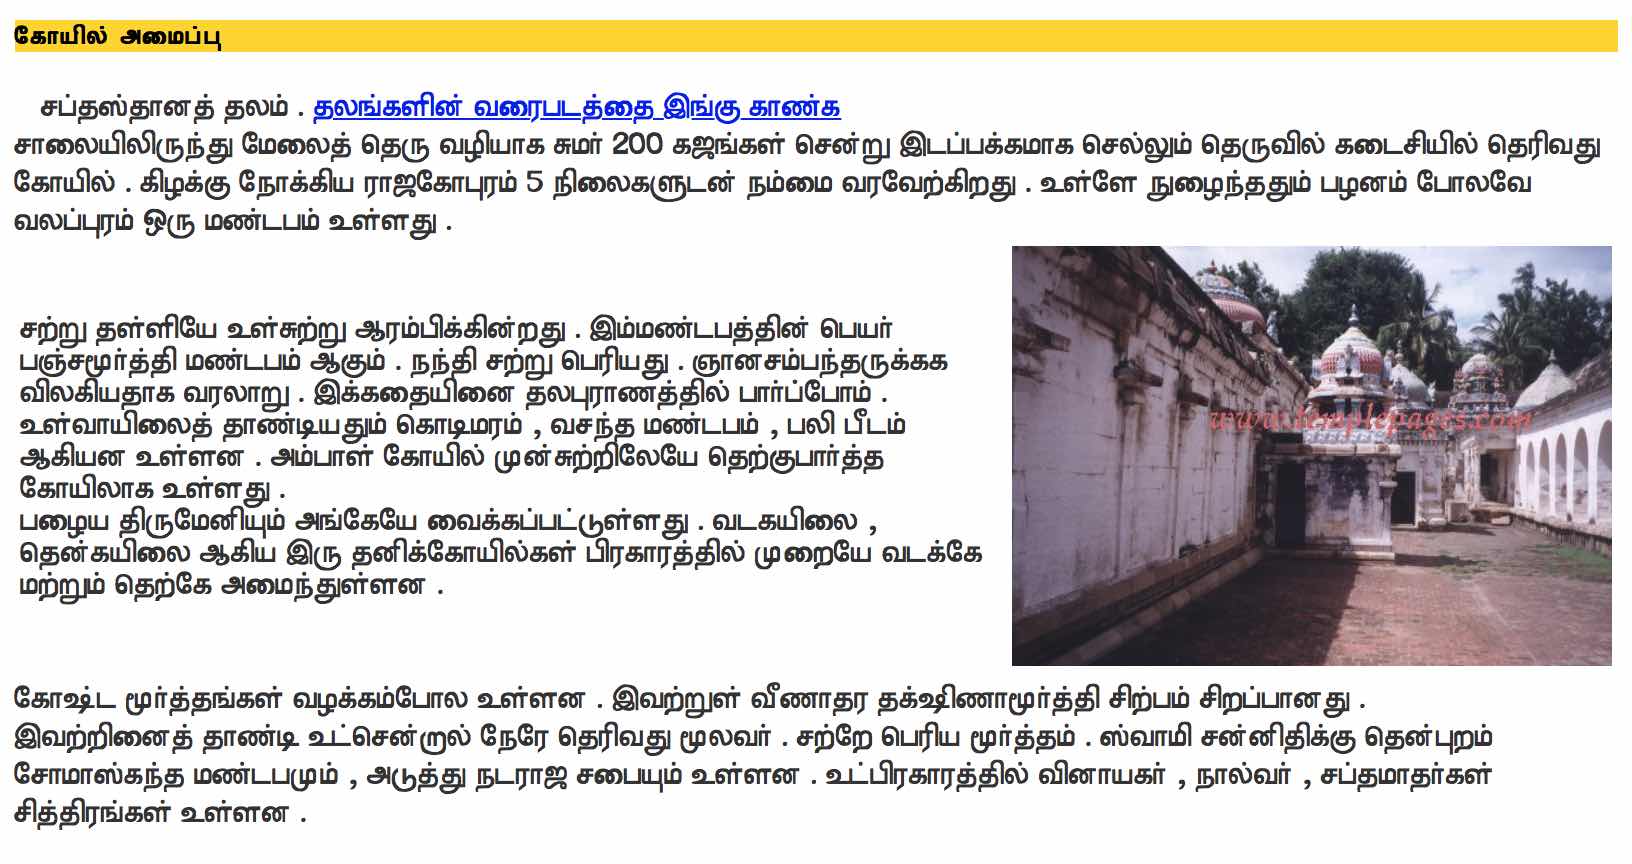 கோயில் அமைப்பு
சப்தஸ்தானத் தலம் . தலங்களின் வரைபடத்தை இங்கு காண்க
சாலையிலிருந்து மேலைத் தெரு வழியாக சுமார் 200 கஜங்கள் சென்று இடப்பக்கமாக செல்லும் தெருவில் கடைசியில் தெரிவது
கோயில் . கிழக்கு நோக்கிய ராஜகோபுரம் 5 நிலைகளுடன் நம்மை வரவேற்கிறது . உள்ளே நுழைந்ததும் பழனம் போலவே
வலப்புரம் ஒரு மண்டபம் உள்ளது .
சற்று தள்ளியே உள்சுற்று ஆரம்பிக்கின்றது . இம்மண்டபத்தின் பெயர்
பஞ்சமூர்த்தி மண்டபம் ஆகும் . நந்தி சற்று பெரியது . ஞானசம்பந்தருக்கக
விலகியதாக வரலாறு . இக்கதையினை தலபுராணத்தில் பார்ப்போம் .
உள்வாயிலைத் தாண்டியதும் கொடிமரம் , வசந்த மண்டபம் , பலி பீடம்
ஆகியன உள்ளன . அம்பாள் கோயில் முன்சுற்றிலேயே தெற்குபார்த்த
கோயிலாக உள்ளது .
பழைய திருமேனியும் அங்கேயே வைக்கப்பட்டுள்ளது . வடகயிலை ,
தென்கயிலை ஆகிய இரு தனிக்கோயில்கள் பிரகாரத்தில் முறையே வடக்கே
மற்றும் தெற்கே அமைந்துள்ளன .
www.templepages.com
கோஷ்ட மூர்த்தங்கள் வழக்கம்போல உள்ளன . இவற்றுள் வீணாதர தக்ஷிணாமூர்த்தி சிற்பம் சிறப்பானது .
இவற்றினைத் தாண்டி உட்சென்றால் நேரே தெரிவது மூலவர் . சற்றே பெரிய மூர்த்தம் . ஸ்வாமி சன்னிதிக்கு தென்புறம்
சோமாஸ்கந்த மண்டபமும் , அடுத்து நடராஜ சபையும் உள்ளன . உட்பிரகாரத்தில் வினாயகர் , நால்வர் , சப்தமாதர்கள்
சித்திரங்கள் உள்ளன .